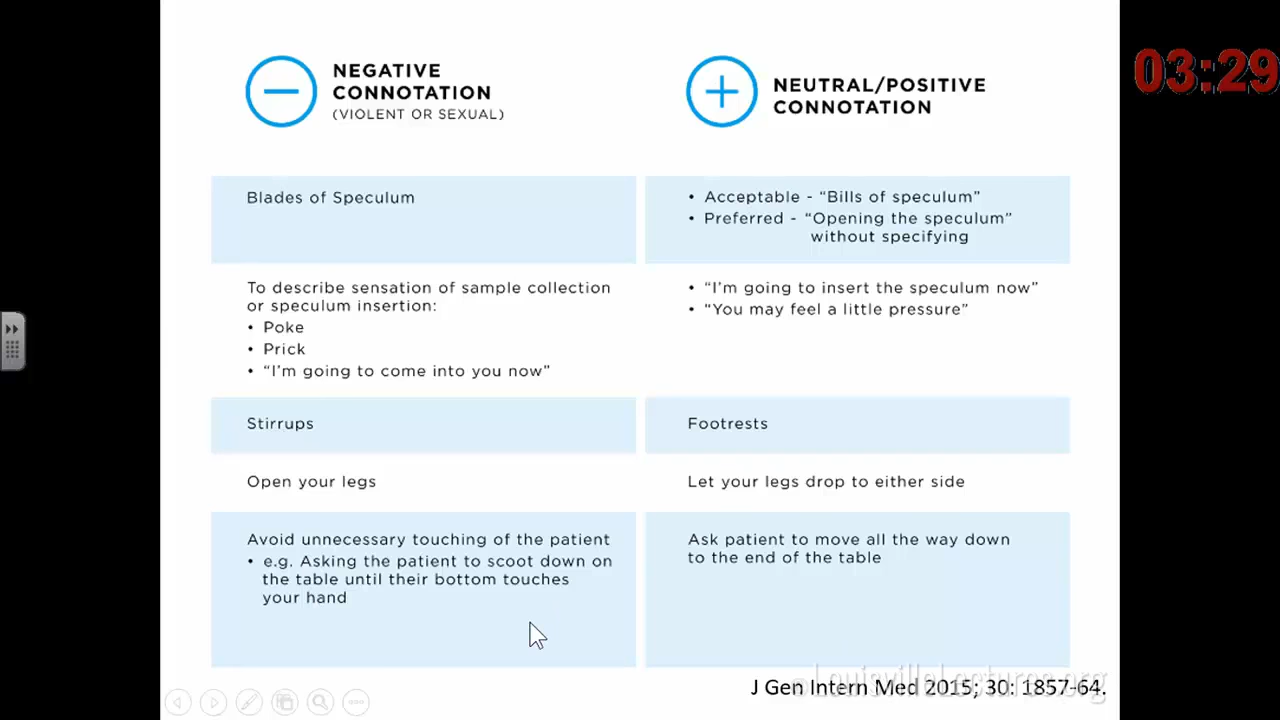 03:29
NEGATIVE
CONNOTATION
(VIOLENT OR SEXUAL)
NEUTRAL/POSITIVE
CONNOTATION
Blades of Speculum
• Acceptable - “Bills of speculum”
• Preferred - “Opening the speculum”
without specifying
To describe sensation of sample collection
or speculum insertion:
• Poke
• Prick
• “I’m going to come into you now”
• “I’m going to insert the speculum now”
• “You may feel a little pressure”
Stirrups
Footrests
Open your legs
Let your legs drop to either side
Avoid unnecessary touching of the patient
• e.g. Asking the patient to scoot down on
the table until their bottom touches
your hand
Ask patient to move all the way down
to the end of the table
©LouisvilleLectures.org
J Gen Intern Med 2015; 30: 1857-64.